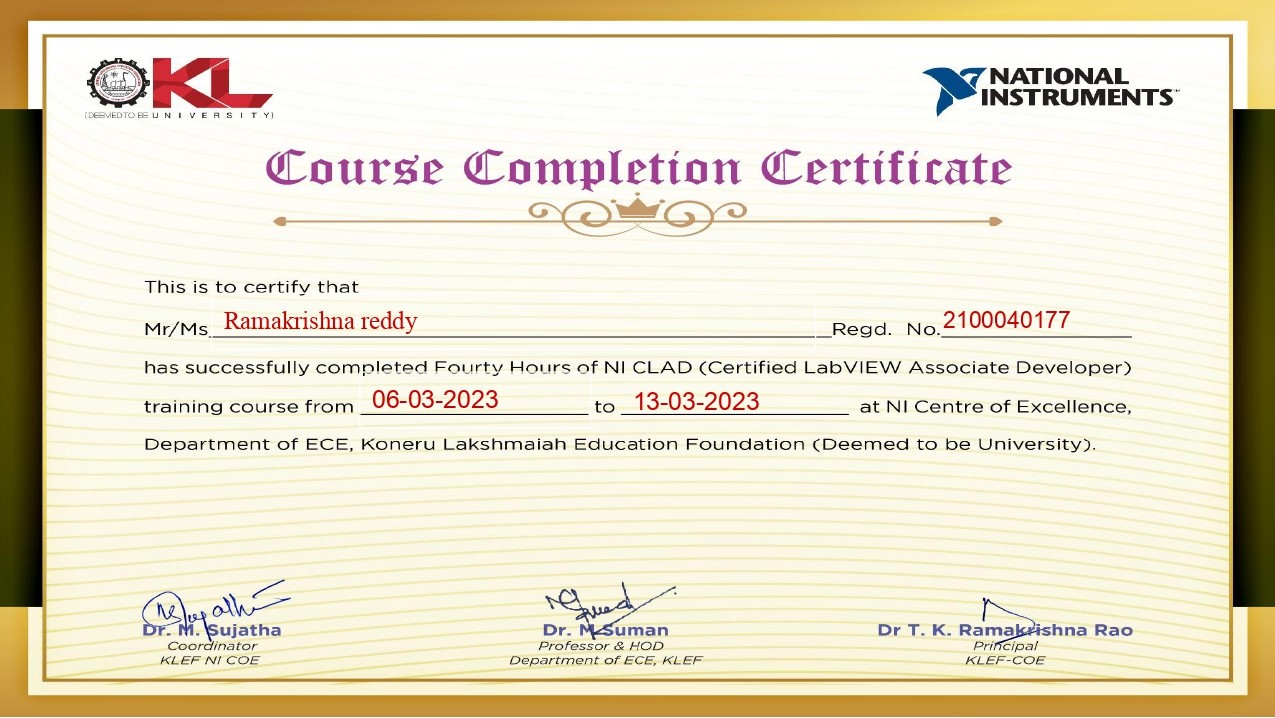 KL
(DEEMED TO BE UNIVERSITY)
NATIONAL
INSTRUMENTS™
Course Completion Certificate
This is to certify that
Mr/Ms Ramakrishna reddy Regd. No. 2100040177
has successfully completed Fourty Hours of NI CLAD (Certified LabVIEW Associate Developer)
training course from 06-03-2023 to 13-03-2023 at NI Centre of Excellence,
Department of ECE, Koneru Lakshmaiah Education Foundation (Deemed to be University).
Dr. M. Sujatha
Coordinator
KLEF NI COE
Dr. M Suman
Professor & HOD
Department of ECE, KLEF
Dr T. K. Ramakrishna Rao
Principal
KLEF-COE